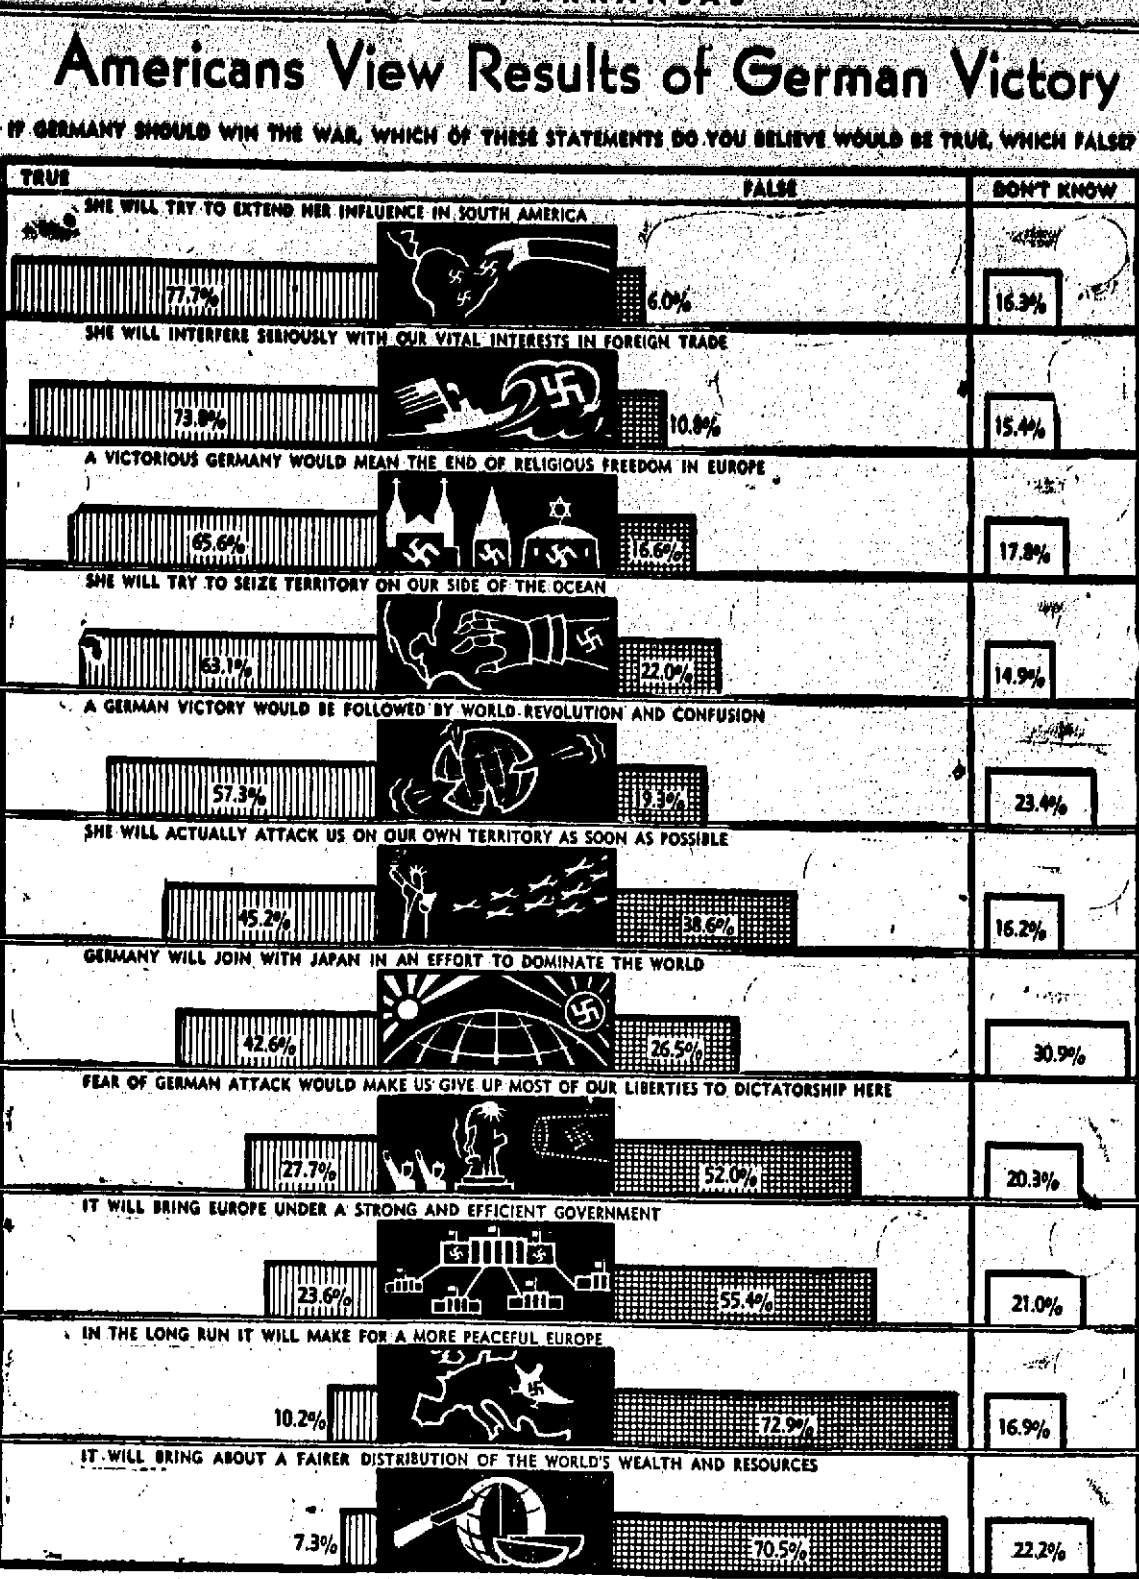 Americans View Results of German Victory
IF GERMANY SHOULD WIN THE WAR, WHICH OF THESE STATEMENTS DO YOU BELIEVE WOULD BE TRUE, WHICH FALSE?
TRUE FALSE DON'T KNOW
SHE WILL TRY TO EXTEND HER INFLUENCE IN SOUTH AMERICA
77.7% 6.0% 16.3%
SHE WILL INTERFERE SERIOUSLY WITH OUR VITAL INTERESTS IN FOREIGN TRADE
73.8% 10.8% 15.4%
A VICTORIOUS GERMANY WOULD MEAN THE END OF RELIGIOUS FREEDOM IN EUROPE
65.6% 16.6% 17.8%
SHE WILL TRY TO SEIZE TERRITORY ON OUR SIDE OF THE OCEAN
63.1% 22.0% 14.9%
A GERMAN VICTORY WOULD BE FOLLOWED BY WORLD REVOLUTION AND CONFUSION
57.3% 19.3% 23.4%
SHE WILL ACTUALLY ATTACK US ON OUR OWN TERRITORY AS SOON AS POSSIBLE
45.2% 38.6% 16.2%
GERMANY WILL JOIN WITH JAPAN IN AN EFFORT TO DOMINATE THE WORLD
42.6% 26.5% 30.9%
FEAR OF GERMAN ATTACK WOULD MAKE US GIVE UP MOST OF OUR LIBERTIES TO DICTATORSHIP HERE
27.7% 52.0% 20.3%
IT WILL BRING EUROPE UNDER A STRONG AND EFFICIENT GOVERNMENT
23.6% 55.4% 21.0%
IN THE LONG RUN IT WILL MAKE FOR A MORE PEACEFUL EUROPE
10.2% 72.9% 16.9%
IT WILL BRING ABOUT A FAIRER DISTRIBUTION OF THE WORLD'S WEALTH AND RESOURCES
7.3% 70.5% 22.2%